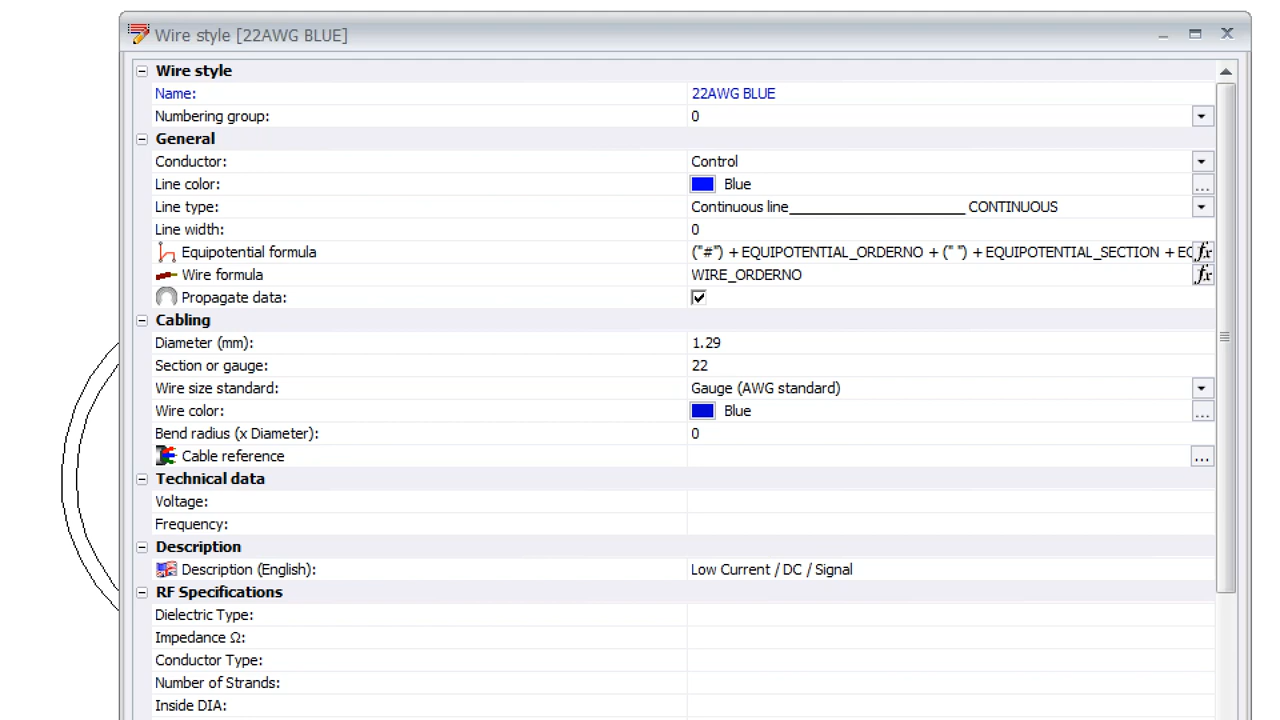 Wire style [22AWG BLUE]
Wire style
Name: 22AWG BLUE
Numbering group: 0
General
Conductor: Control
Line color: Blue
Line type: Continuous line______________________ CONTINUOUS
Line width: 0
Equipotential formula ("#") + EQUIPOTENTIAL_ORDERNO + (" ") + EQUIPOTENTIAL_SECTION + EQ fx
Wire formula WIRE_ORDERNO fx
Propagate data:
Cabling
Diameter (mm): 1.29
Section or gauge: 22
Wire size standard: Gauge (AWG standard)
Wire color: Blue
Bend radius (x Diameter): 0
Cable reference
Technical data
Voltage:
Frequency:
Description
Description (English): Low Current / DC / Signal
RF Specifications
Dielectric Type:
Impedance Ω:
Conductor Type:
Number of Strands:
Inside DIA: